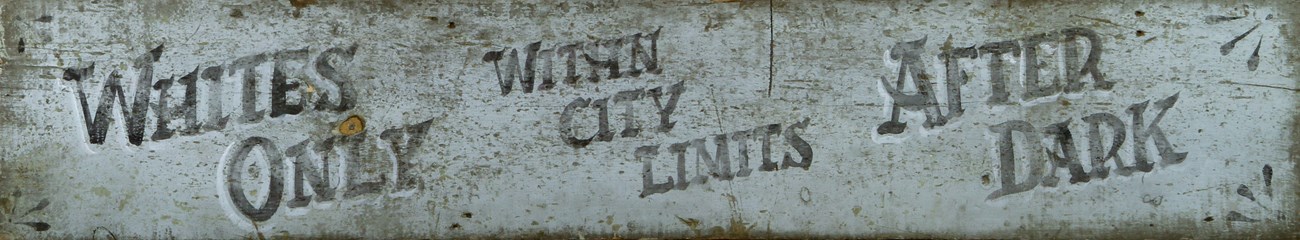 WHITES
ONLY
WITHIN
CITY
LIMITS
AFTER
DARK